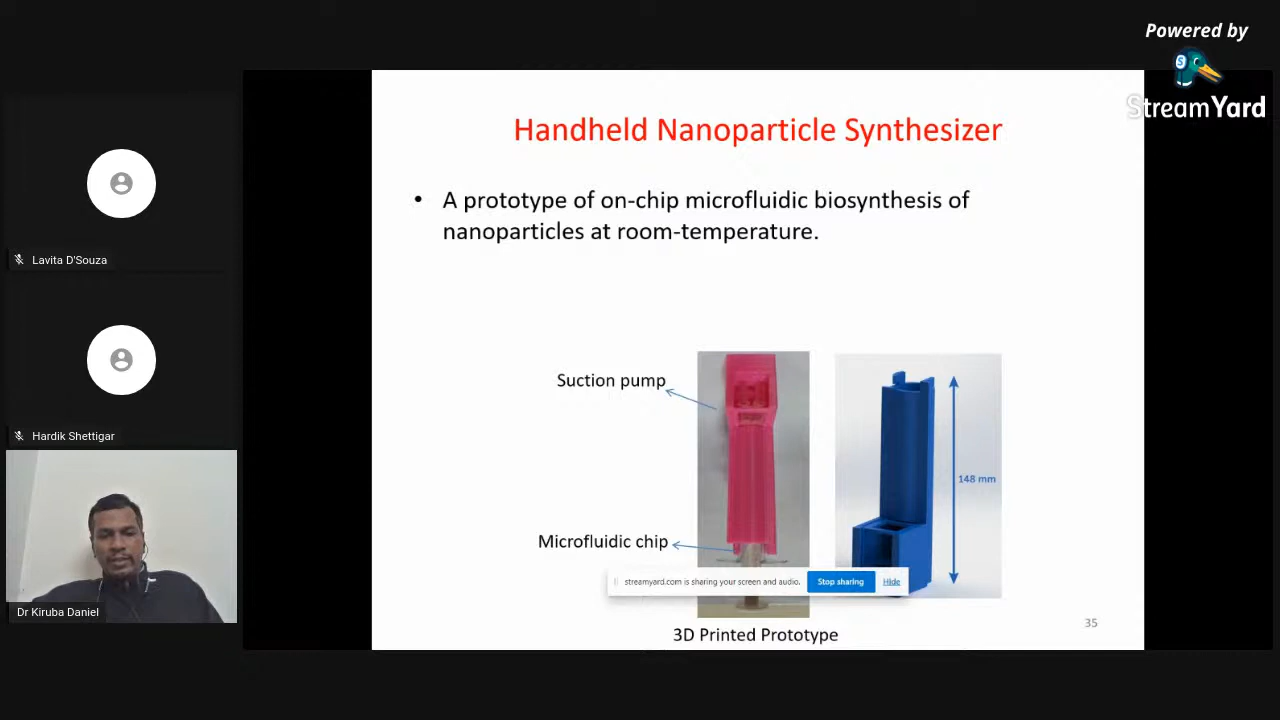 Powered by
StreamYard
Handheld Nanoparticle Synthesizer
• A prototype of on-chip microfluidic biosynthesis of
nanoparticles at room-temperature.
Lavita D'Souza
Suction pump
Hardik Shettigar
148 mm
Microfluidic chip
streamyard.com is sharing your screen and audio. Stop sharing Hide
Dr Kiruba Daniel
35
3D Printed Prototype